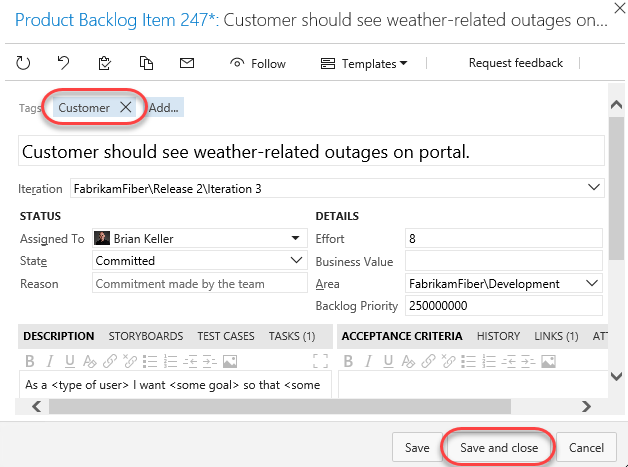 Product Backlog Item 247*: Customer should see weather-related outages on...
Follow Templates Request feedback
Tags Customer Add...
Customer should see weather-related outages on portal.
Iteration FabrikamFiber\Release 2\Iteration 3
STATUS DETAILS
Assigned To Brian Keller Effort 8
State Committed Business Value
Reason Commitment made by the team Area FabrikamFiber\Development
Backlog Priority 250000000
DESCRIPTION STORYBOARDS TEST CASES TASKS (1) ACCEPTANCE CRITERIA HISTORY LINKS (1) ATT
B I U B I U
As a <type of user> I want <some goal> so that <some
Save Save and close Cancel